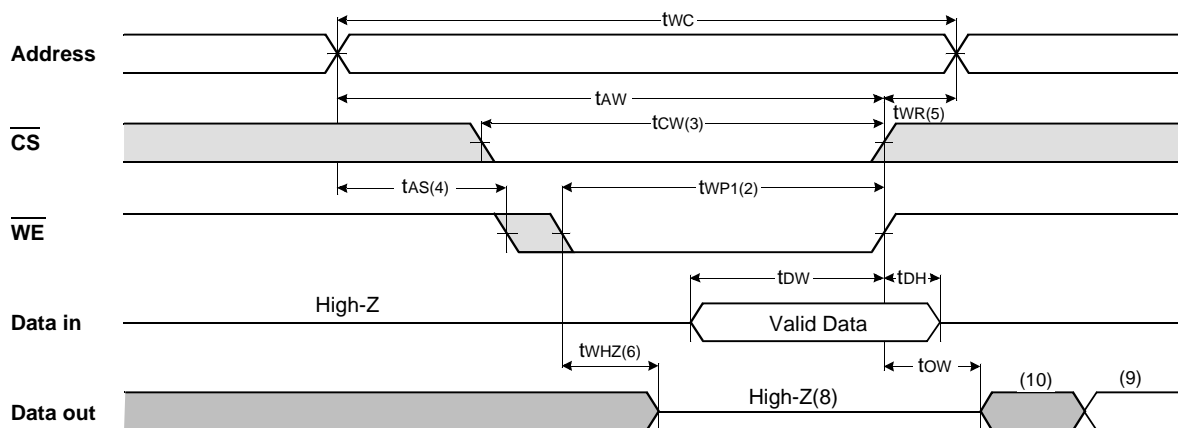 tWC
Address
tAW
tWR(5)
tCW(3)
CS
tAS(4)
tWP1(2)
WE
tDW
tDH
High-Z
Data in
Valid Data
tWHZ(6)
tOW
(10)
(9)
High-Z(8)
Data out